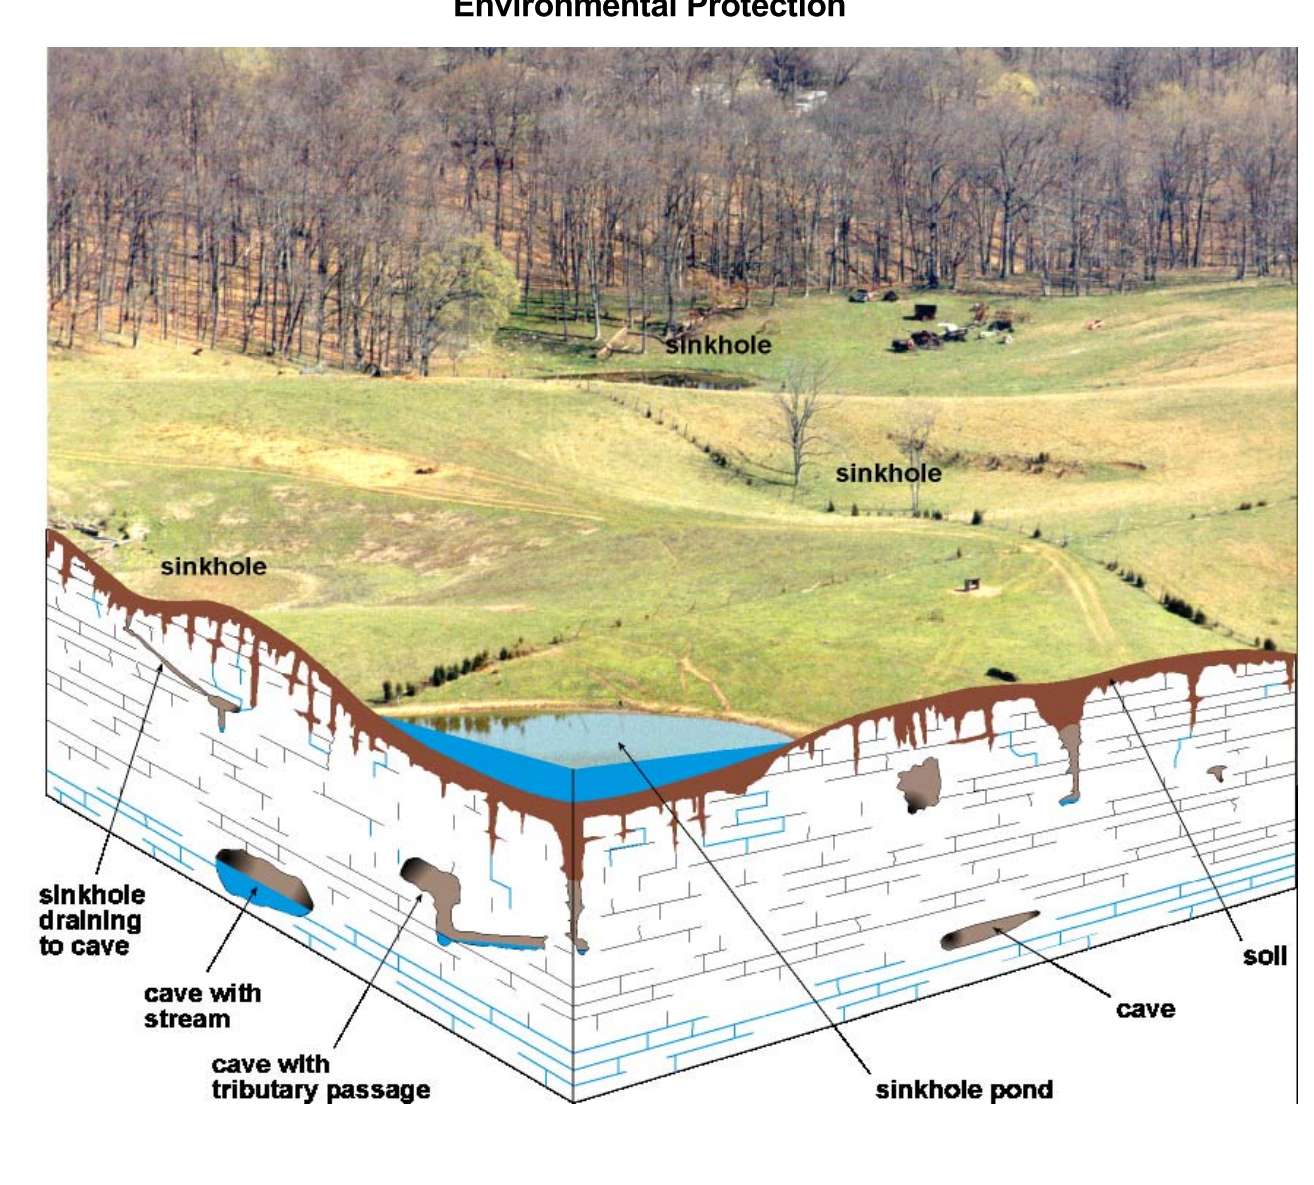 Environmental Protection
sinkhole
sinkhole
sinkhole
sinkhole
draining
to cave
cave with
stream
cave with
tributary passage
soil
cave
sinkhole pond